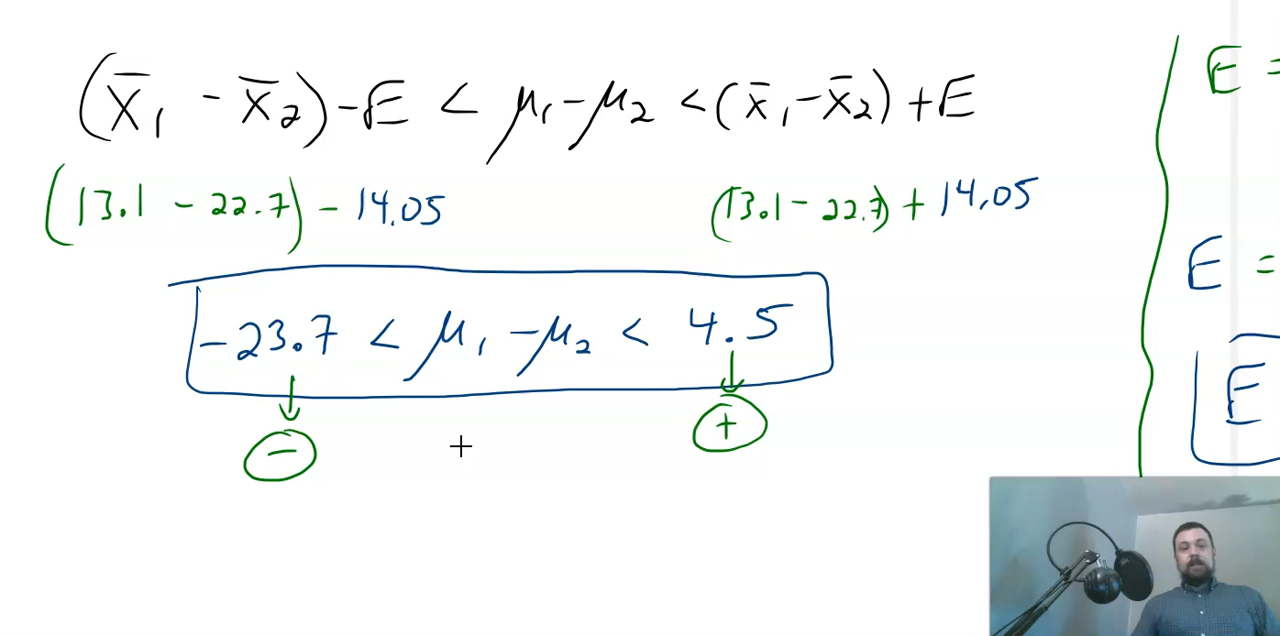 (x̄₁ - x̄₂) - E < μ₁ - μ₂ < (x̄₁ - x̄₂) + E
(13.1 - 22.7) - 14.05
(13.1 - 22.7) + 14.05
-23.7 < μ₁ - μ₂ < 4.5
-
+
E =
E =
E